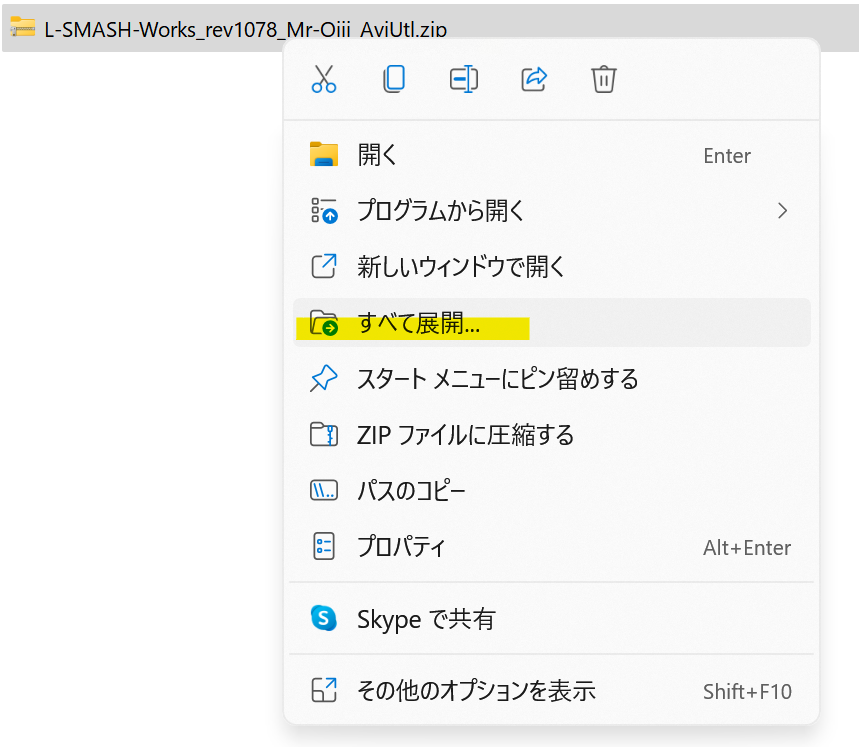 L-SMASH-Works_rev1078_Mr-Ojii_AviUtl.zip
開く Enter
プログラムから開く
新しいウィンドウで開く
すべて展開...
スタート メニューにピン留めする
ZIP ファイルに圧縮する
パスのコピー
プロパティ Alt+Enter
Skype で共有
その他のオプションを表示 Shift+F10